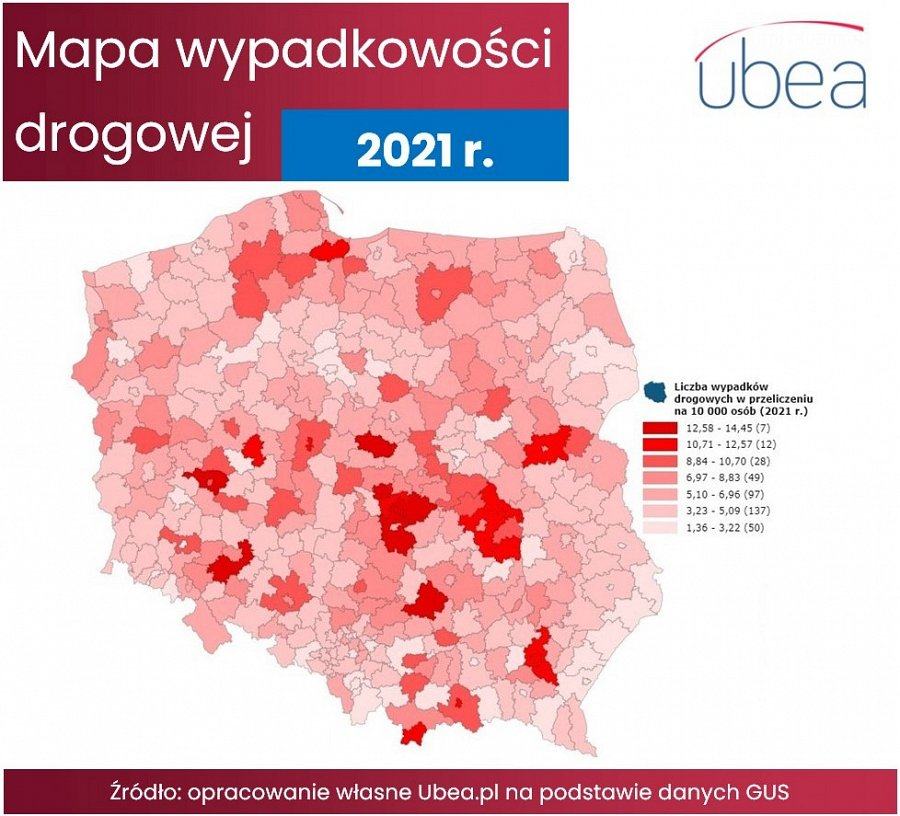 Mapa wypadkowości
drogowej
2021 r.
ubea
Liczba wypadków
drogowych w przeliczeniu
na 10 000 osób (2021 r.)
12,58 - 14,45 (7)
10,71 - 12,57 (12)
8,84 - 10,70 (28)
6,97 - 8,83 (49)
5,10 - 6,96 (97)
3,23 - 5,09 (137)
1,36 - 3,22 (50)
Źródło: opracowanie własne Ubea.pl na podstawie danych GUS